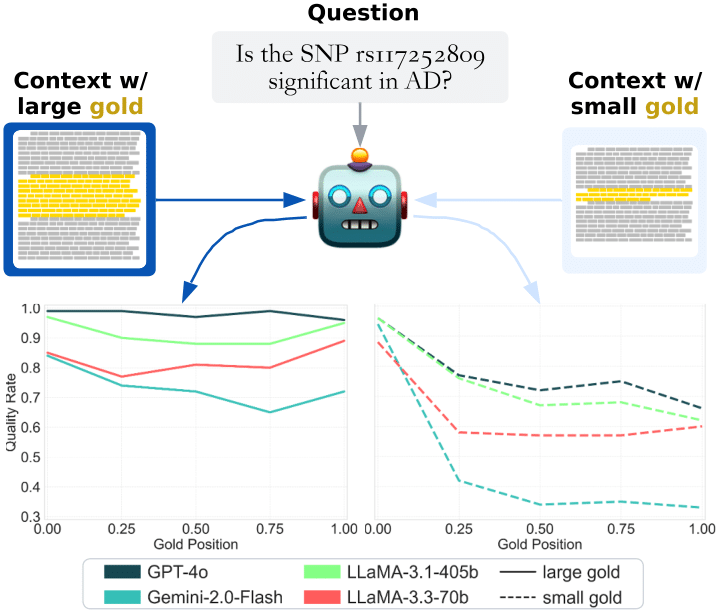 Question
Is the SNP rs117252809
significant in AD?
Context w/
large gold
Context w/
small gold
1.0
0.9
0.8
0.7
0.6
0.5
0.4
0.3
Quality Rate
0.00 0.25 0.50 0.75 1.00
Gold Position
0.00 0.25 0.50 0.75 1.00
Gold Position
GPT-4o LLaMA-3.1-405b large gold
Gemini-2.0-Flash LLaMA-3.3-70b small gold